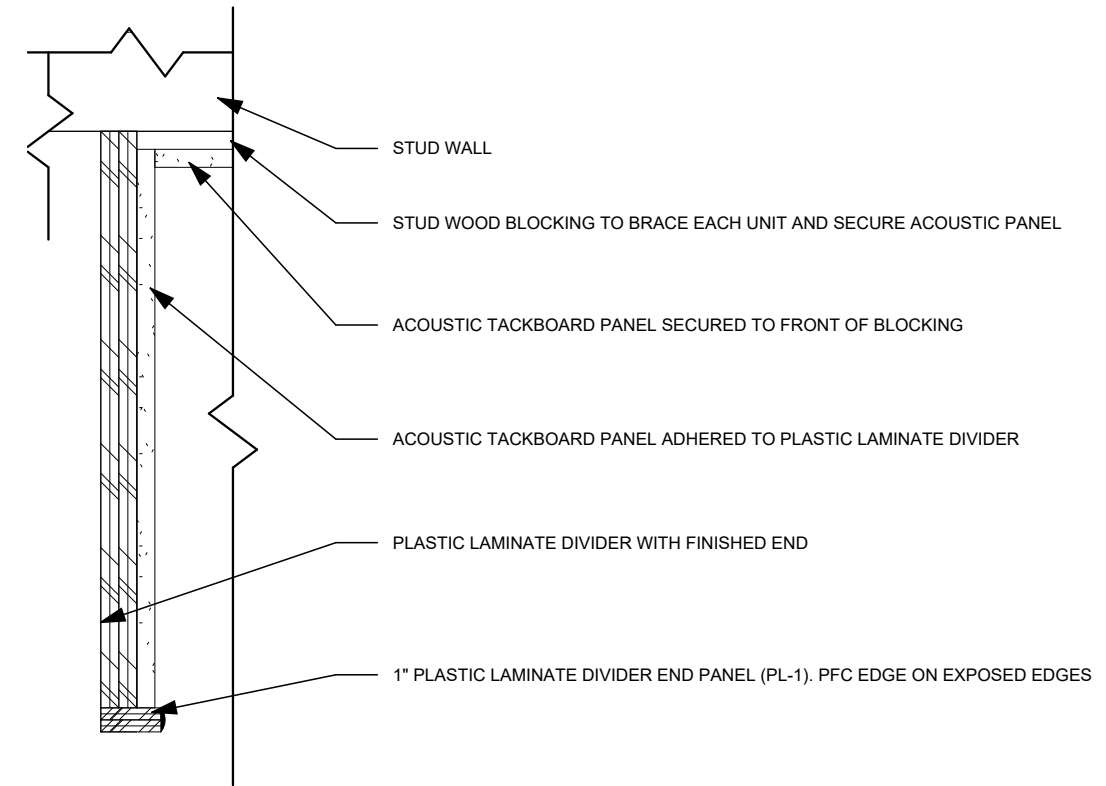 STUD WALL
STUD WOOD BLOCKING TO BRACE EACH UNIT AND SECURE ACOUSTIC PANEL
ACOUSTIC TACKBOARD PANEL SECURED TO FRONT OF BLOCKING
ACOUSTIC TACKBOARD PANEL ADHERED TO PLASTIC LAMINATE DIVIDER
PLASTIC LAMINATE DIVIDER WITH FINISHED END
1" PLASTIC LAMINATE DIVIDER END PANEL (PL-1). PFC EDGE ON EXPOSED EDGES